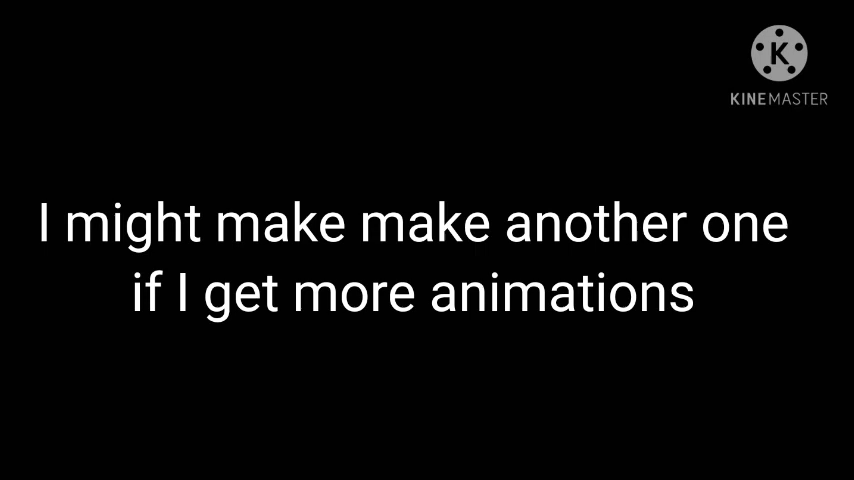 K
KINEMASTER
I might make make another one
if I get more animations